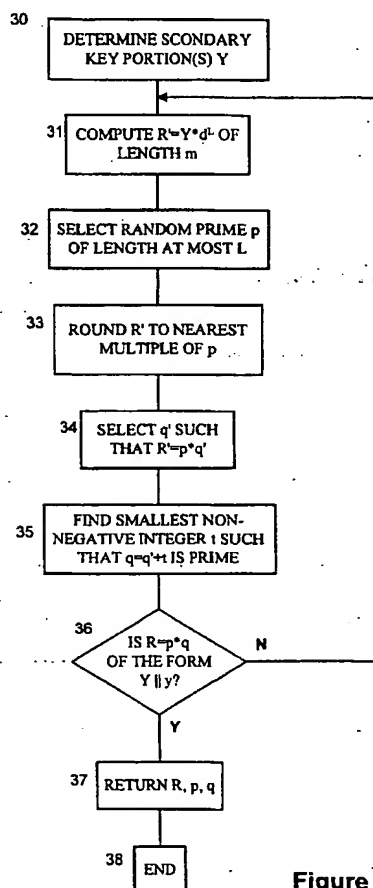 30
DETERMINE SCONDARY
KEY PORTION(S) Y
31
COMPUTE R'=Y*d^L OF
LENGTH m
32
SELECT RANDOM PRIME p
OF LENGTH AT MOST L
33
ROUND R' TO NEAREST
MULTIPLE OF p
34
SELECT q' SUCH
THAT R'=p*q'
35
FIND SMALLEST NON-
NEGATIVE INTEGER t SUCH
THAT q=q'+t IS PRIME
36
IS R=p*q
OF THE FORM
Y || y?
N
Y
37
RETURN R, p, q
38
END
Figure